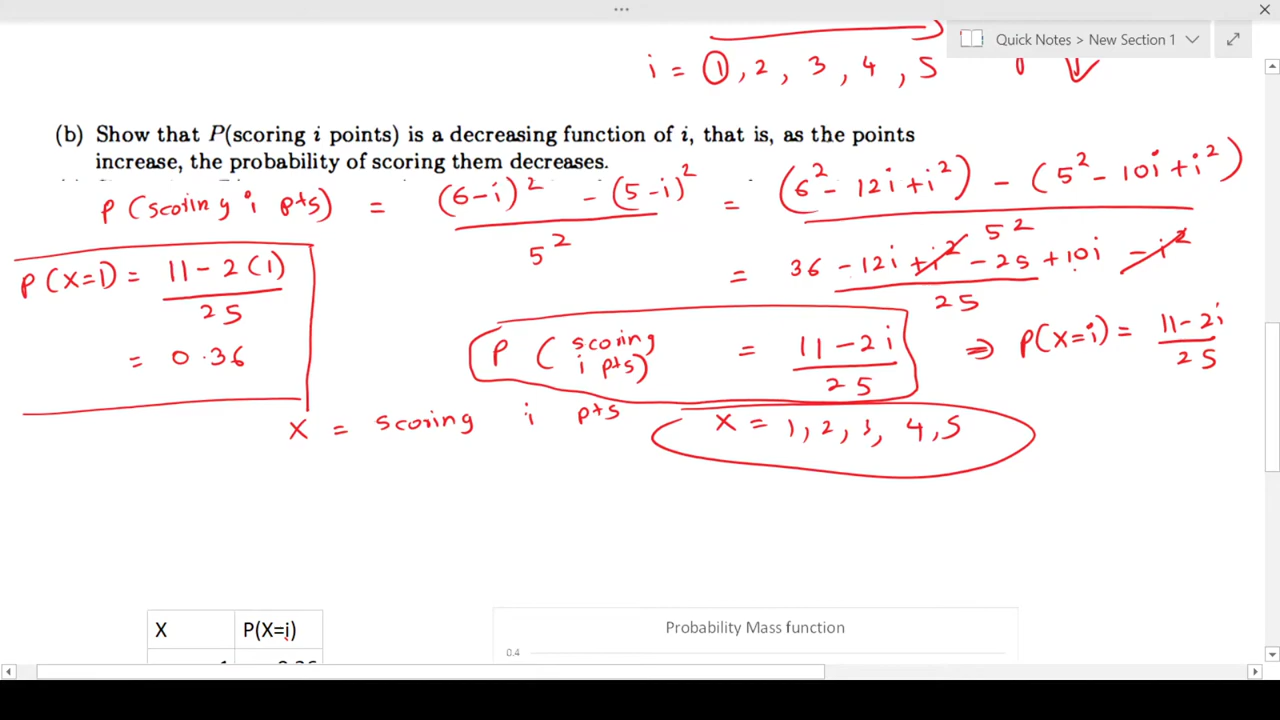 Quick Notes > New Section 1
i = 1, 2, 3, 4, 5
(b) Show that P(scoring i points) is a decreasing function of i, that is, as the points
increase, the probability of scoring them decreases.
P (scoring i pts) = (6-i)² - (5-i)² / 5² = (6² - 12i + i²) - (5² - 10i + i²) / 5²
= 36 - 12i + i² - 25 + 10i - i² / 25
P(X=1) = 11 - 2(1) / 25
= 0.36
P (scoring i pts) = 11 - 2i / 25 ⇒ P(X=i) = 11-2i / 25
X = scoring i pts X = 1, 2, 3, 4, 5
X P(X=i)
Probability Mass function
0.4